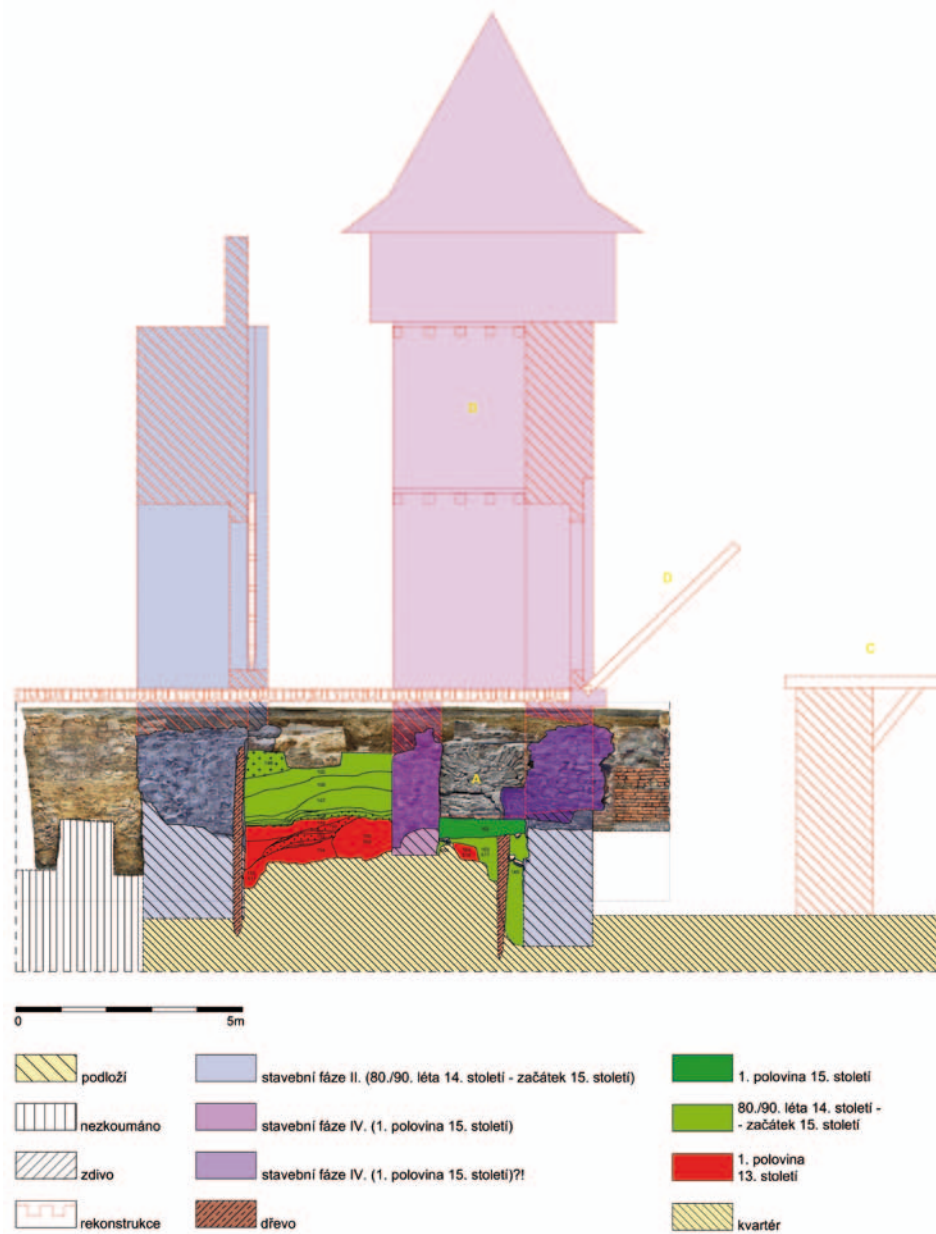 B
D
C
A
0
5m
podloží
nezkoumáno
zdivo
rekonstrukce
stavební fáze II. (80./90. léta 14. století - začátek 15. století)
stavební fáze IV. (1. polovina 15. století)
stavební fáze IV. (1. polovina 15. století)?!
dřevo
1. polovina 15. století
80./90. léta 14. století -
- začátek 15. století
1. polovina
13. století
kvartér